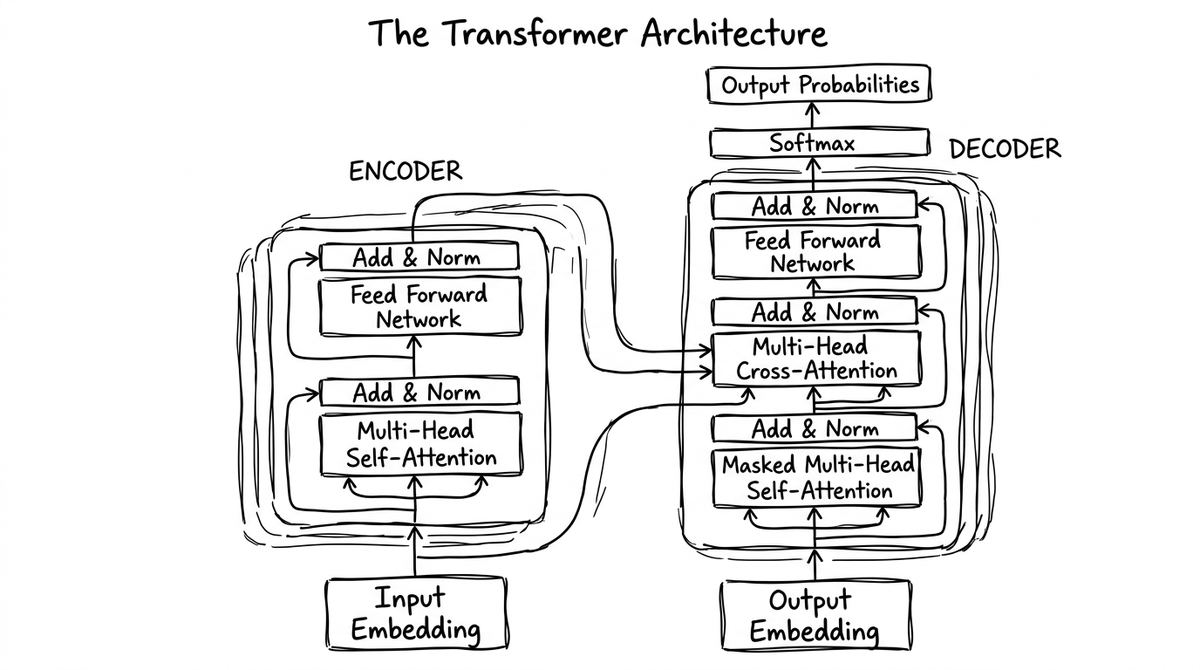 The Transformer Architecture
ENCODER
Add & Norm
Feed Forward
Network
Add & Norm
Multi-Head
Self-Attention
Input
Embedding
Output Probabilities
Softmax
DECODER
Add & Norm
Feed Forward
Network
Add & Norm
Multi-Head
Cross-Attention
Add & Norm
Masked Multi-Head
Self-Attention
Output
Embedding